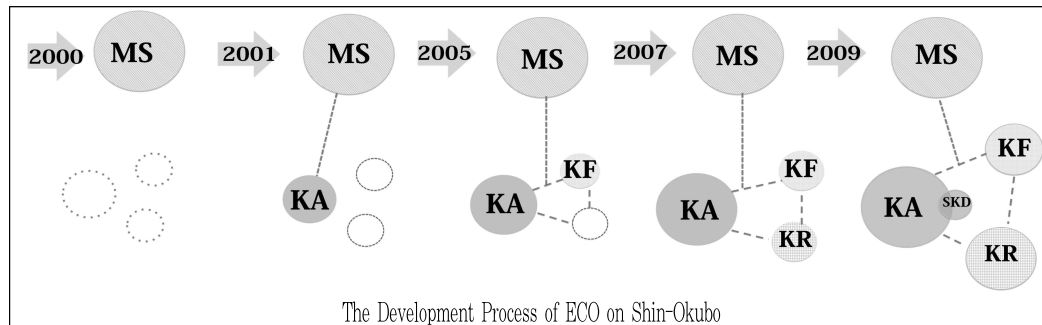 2000 MS 2001 MS 2005 MS 2007 MS 2009 MS
KF KF KF
KA KA KA KA SKD
KR KR
The Development Process of ECO on Shin-Okubo